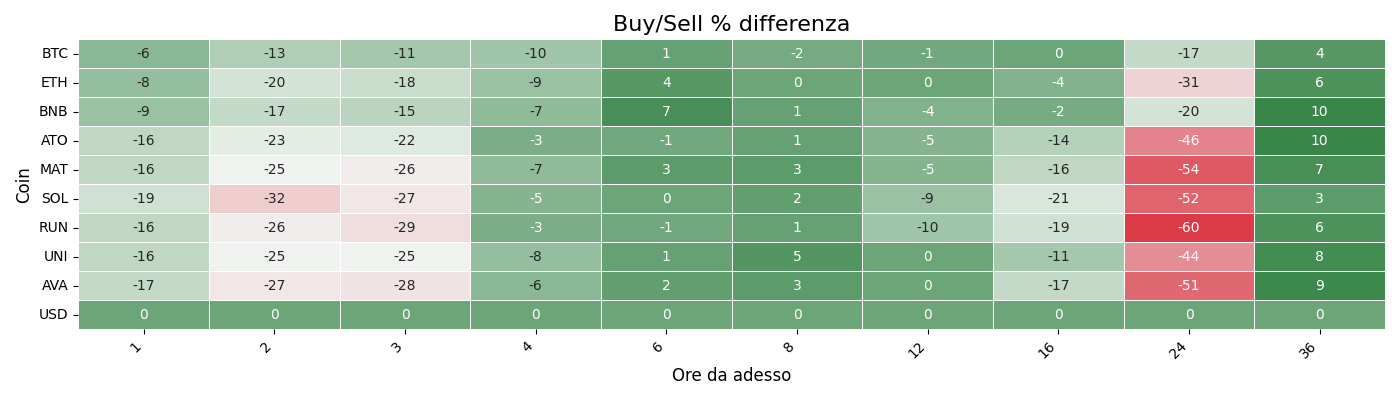 Buy/Sell % differenza
Coin
BTC -6 -13 -11 -10 1 -2 -1 0 -17 4
ETH -8 -20 -18 -9 4 0 0 -4 -31 6
BNB -9 -17 -15 -7 7 1 -4 -2 -20 10
ATO -16 -23 -22 -3 -1 1 -5 -14 -46 10
MAT -16 -25 -26 -7 3 3 -5 -16 -54 7
SOL -19 -32 -27 -5 0 2 -9 -21 -52 3
RUN -16 -26 -29 -3 -1 1 -10 -19 -60 6
UNI -16 -25 -25 -8 1 5 0 -11 -44 8
AVA -17 -27 -28 -6 2 3 0 -17 -51 9
USD 0 0 0 0 0 0 0 0 0 0
1 2 3 4 6 8 12 16 24 36
Ore da adesso